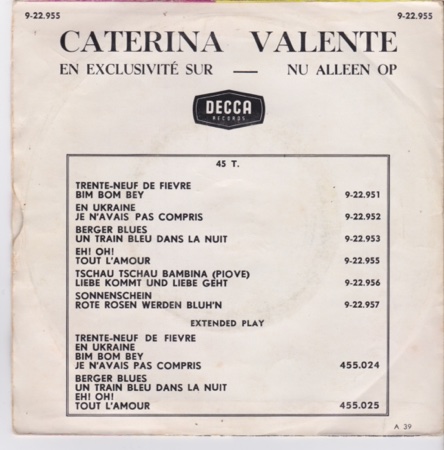 9-22.955 9-22.955
CATERINA VALENTE
EN EXCLUSIVITÉ SUR — NU ALLEEN OP
DECCA
RECORDS
45 T.
TRENTE-NEUF DE FIEVRE
BIM BOM BEY 9-22.951
EN UKRAINE
JE N'AVAIS PAS COMPRIS 9-22.952
BERGER BLUES
UN TRAIN BLEU DANS LA NUIT 9-22.953
EH! OH!
TOUT L'AMOUR 9-22.955
TSCHAU TSCHAU BAMBINA (PIOVE)
LIEBE KOMMT UND LIEBE GEHT 9-22.956
SONNENSCHEIN
ROTE ROSEN WERDEN BLUH'N 9-22.957
EXTENDED PLAY
TRENTE-NEUF DE FIEVRE
EN UKRAINE
BIM BOM BEY
JE N'AVAIS PAS COMPRIS 455.024
BERGER BLUES
UN TRAIN BLEU DANS LA NUIT
EH! OH!
TOUT L'AMOUR 455.025
A 39